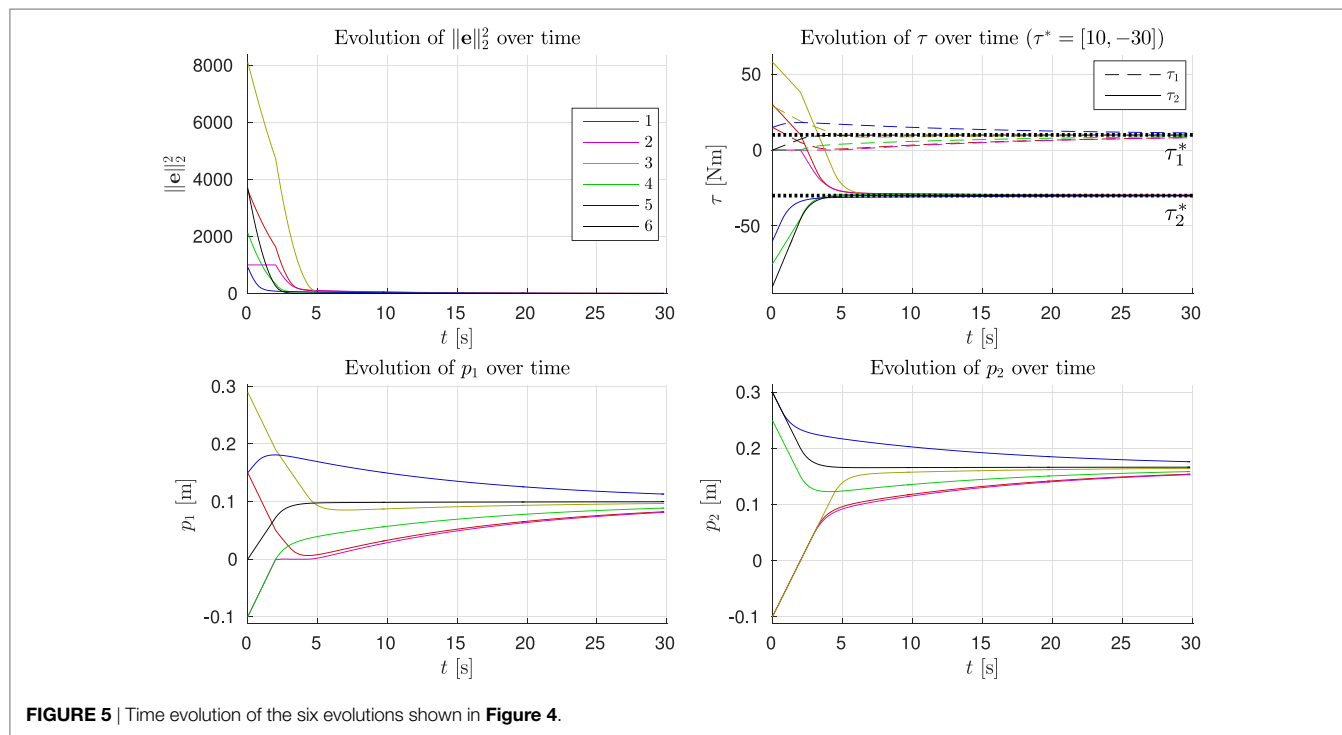 Evolution of ‖e‖₂² over time
8000
6000
4000
2000
0
‖e‖₂²
1
2
3
4
5
6
0 5 10 15 20 25 30
t [s]
Evolution of τ over time (τ* = [10, −30])
50
0
-50
τ [Nm]
τ₁
τ₂
τ₁*
τ₂*
0 5 10 15 20 25 30
t [s]
Evolution of p₁ over time
0.3
0.2
0.1
0
-0.1
p₁ [m]
0 5 10 15 20 25 30
t [s]
Evolution of p₂ over time
0.3
0.2
0.1
0
-0.1
p₂ [m]
0 5 10 15 20 25 30
t [s]
FIGURE 5 | Time evolution of the six evolutions shown in Figure 4.